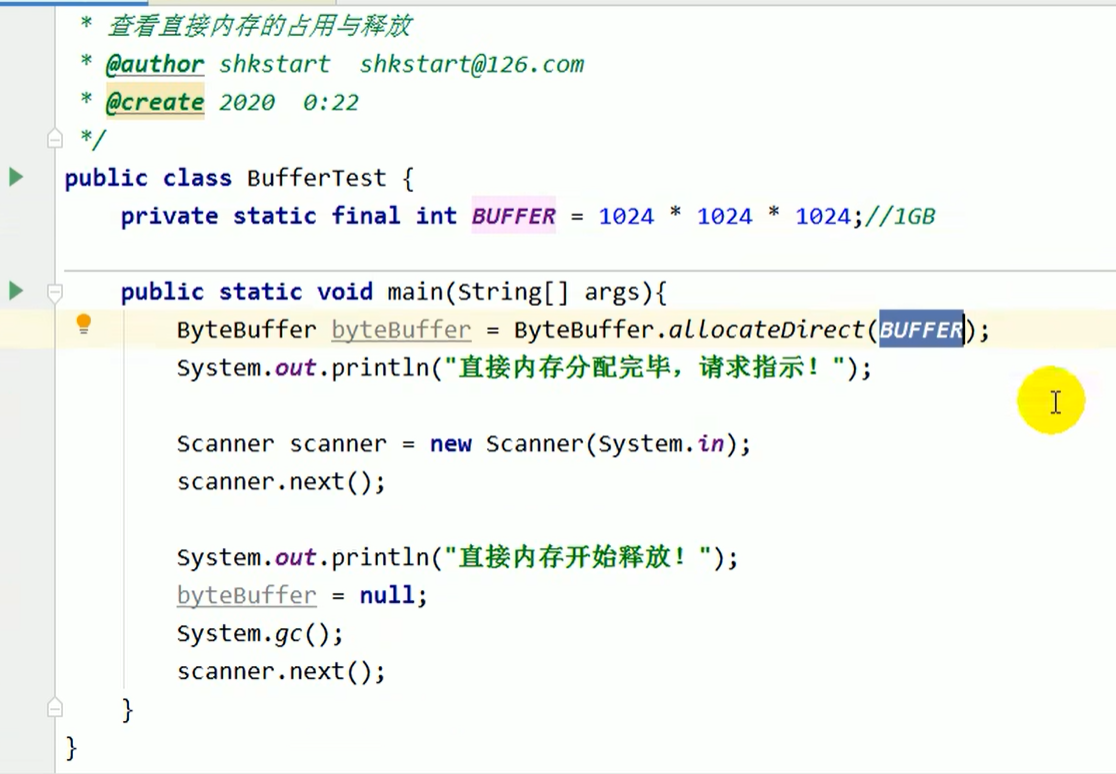 * 查看直接内存的占用与释放
* @author shkstart  shkstart@126.com
* @create 2020  0:22
*/
public class BufferTest {
private static final int BUFFER = 1024 * 1024 * 1024;//1GB
public static void main(String[] args){
ByteBuffer byteBuffer = ByteBuffer.allocateDirect(BUFFER);
System.out.println("直接内存分配完毕，请求指示！");
Scanner scanner = new Scanner(System.in);
scanner.next();
System.out.println("直接内存开始释放！");
byteBuffer = null;
System.gc();
scanner.next();
}
}